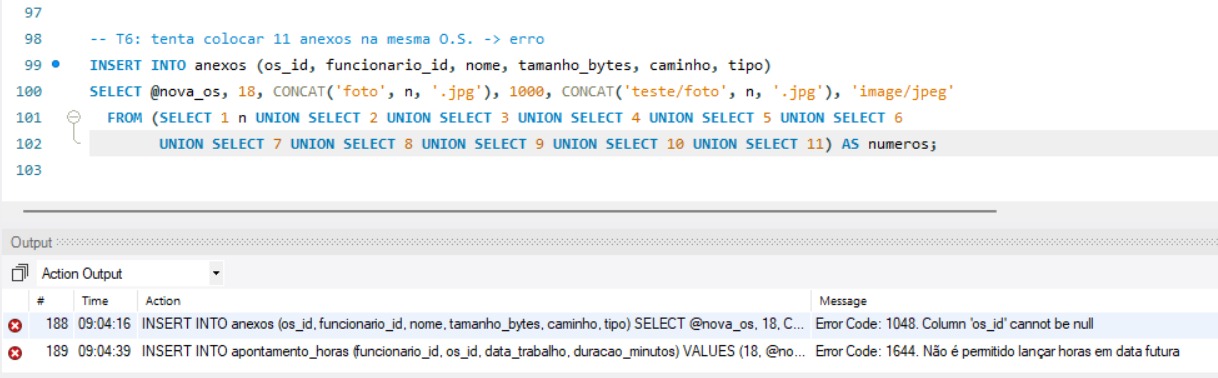 97
98 -- T6: tenta colocar 11 anexos na mesma O.S. -> erro
99 INSERT INTO anexos (os_id, funcionario_id, nome, tamanho_bytes, caminho, tipo)
100 SELECT @nova_os, 18, CONCAT('foto', n, '.jpg'), 1000, CONCAT('teste/foto', n, '.jpg'), 'image/jpeg'
101 FROM (SELECT 1 n UNION SELECT 2 UNION SELECT 3 UNION SELECT 4 UNION SELECT 5 UNION SELECT 6
102 UNION SELECT 7 UNION SELECT 8 UNION SELECT 9 UNION SELECT 10 UNION SELECT 11) AS numeros;
103
Output
Action Output
# Time Action Message
188 09:04:16 INSERT INTO anexos (os_id, funcionario_id, nome, tamanho_bytes, caminho, tipo) SELECT @nova_os, 18, C... Error Code: 1048. Column 'os_id' cannot be null
189 09:04:39 INSERT INTO apontamento_horas (funcionario_id, os_id, data_trabalho, duracao_minutos) VALUES (18, @no... Error Code: 1644. Não é permitido lançar horas em data futura